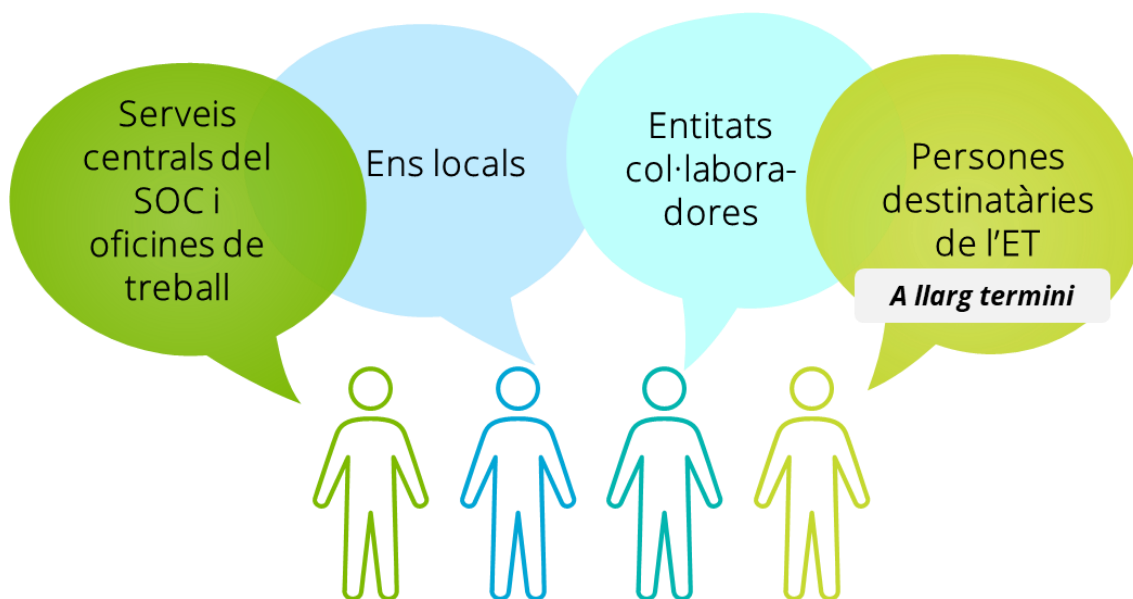 Serveis
centrals del
SOC i
oficines de
treball
Ens locals
Entitats
col·labora-
dores
Persones
destinatàries
de l’ET
A llarg termini